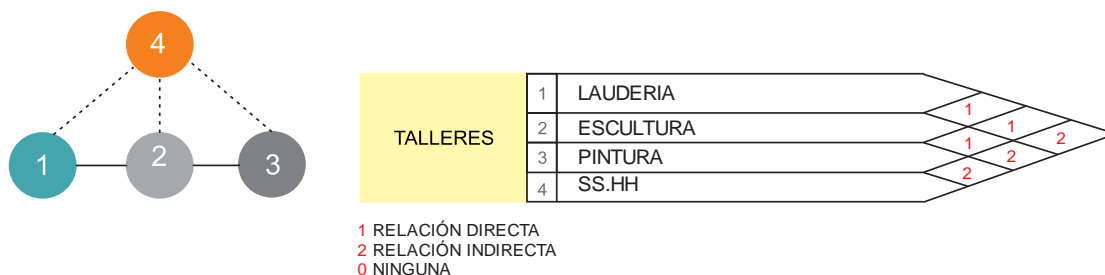 4
1
2
3
TALLERES
1 LAUDERIA
2 ESCULTURA
3 PINTURA
4 SS.HH
1
1
2
1
2
2
1 RELACIÓN DIRECTA
2 RELACIÓN INDIRECTA
0 NINGUNA